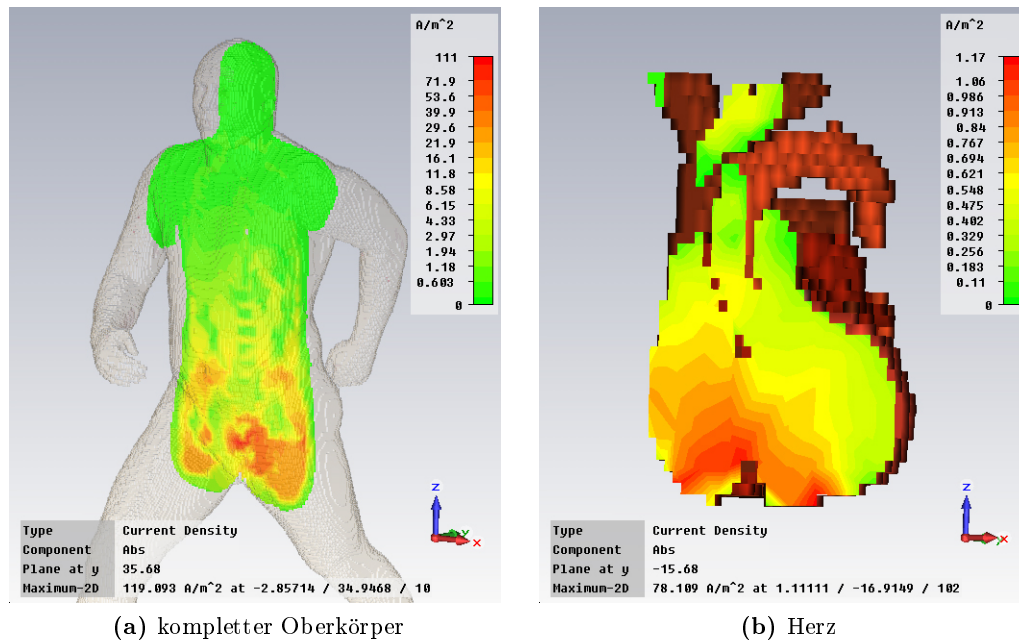 A/m^2
111
71.9
53.6
39.9
29.6
21.9
16.1
11.8
8.58
6.15
4.33
2.97
1.94
1.18
0.603
0
z
y
x
Type Current Density
Component Abs
Plane at y 35.68
Maximum-2D 119.093 A/m^2 at -2.85714 / 34.9468 / 10
(a) kompletter Oberkörper
A/m^2
1.17
1.06
0.986
0.913
0.84
0.767
0.694
0.621
0.548
0.475
0.402
0.329
0.256
0.183
0.11
0
z
x
Type Current Density
Component Abs
Plane at y -15.68
Maximum-2D 78.109 A/m^2 at 1.11111 / -16.9149 / 102
(b) Herz